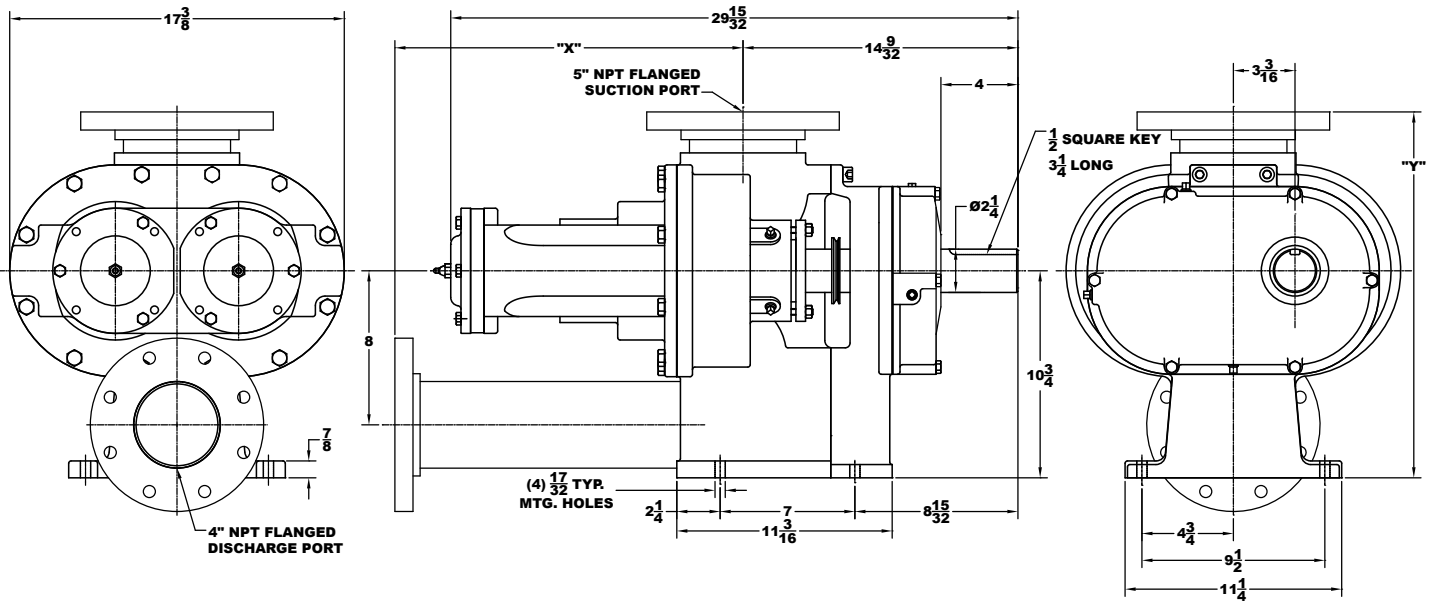 17 3/8
29 15/32
"X"
14 9/32
5" NPT FLANGED
SUCTION PORT
4
3 3/16
1/2 SQUARE KEY
3 1/4 LONG
"Y"
Ø2 1/4
8
10 3/4
7/8
(4) 17/32 TYP.
MTG. HOLES
2 1/4
7
8 15/32
11 3/16
4" NPT FLANGED
DISCHARGE PORT
4 3/4
9 1/2
11 1/4